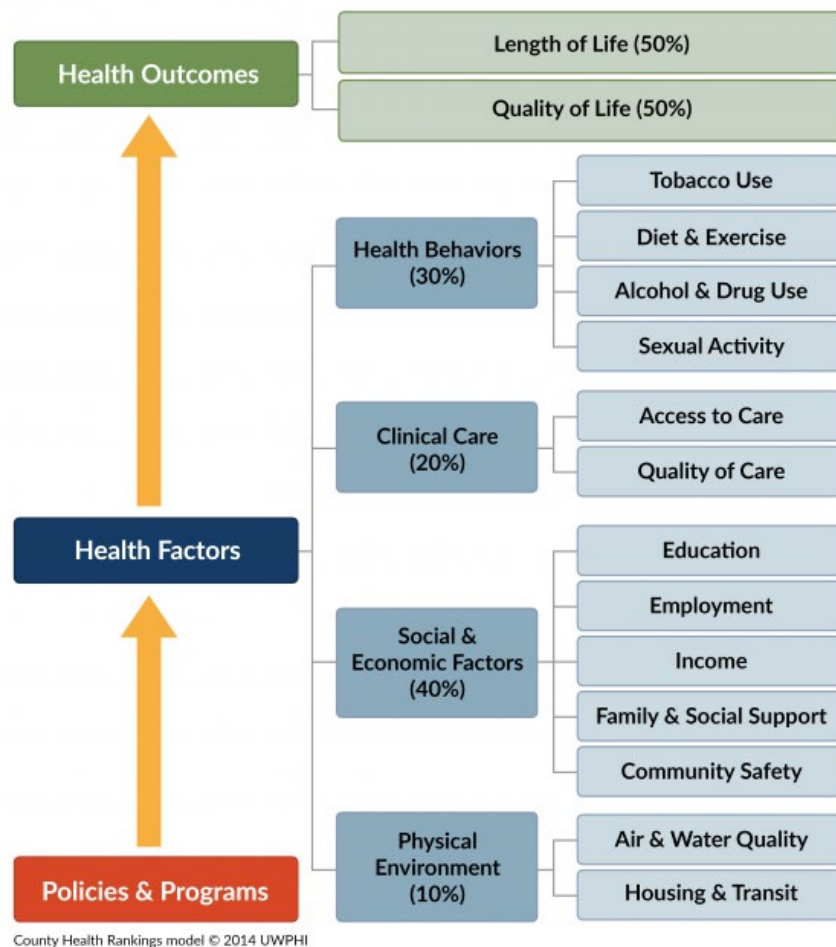 Health Outcomes
Length of Life (50%)
Quality of Life (50%)
Health Behaviors
(30%)
Tobacco Use
Diet & Exercise
Alcohol & Drug Use
Sexual Activity
Clinical Care
(20%)
Access to Care
Quality of Care
Health Factors
Social &
Economic Factors
(40%)
Education
Employment
Income
Family & Social Support
Community Safety
Physical
Environment
(10%)
Air & Water Quality
Housing & Transit
Policies & Programs
County Health Rankings model © 2014 UWPHI